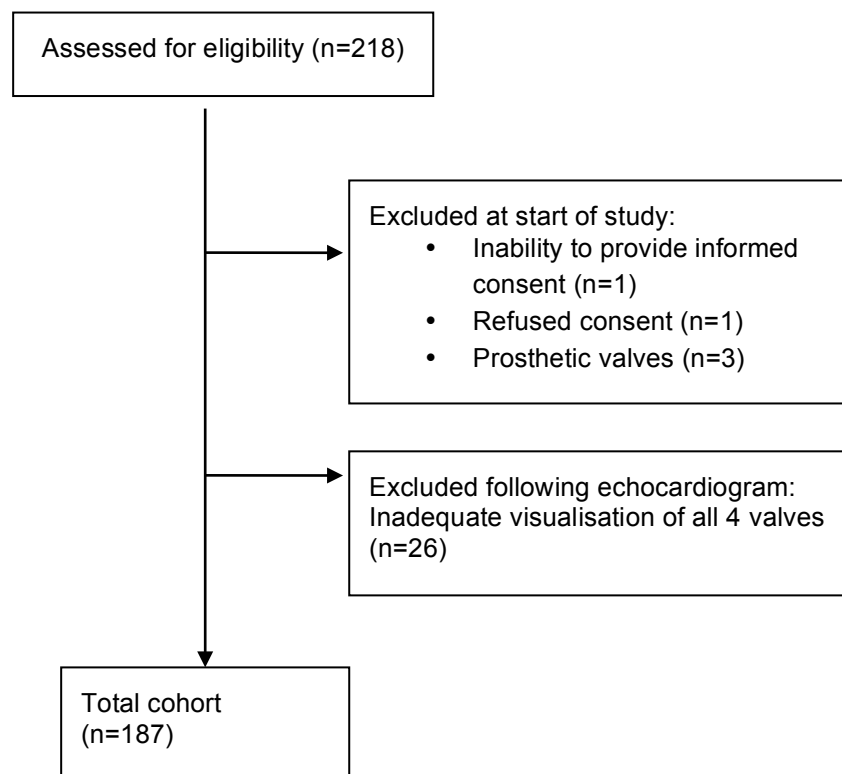 Assessed for eligibility (n=218)
Excluded at start of study:
• Inability to provide informed
consent (n=1)
• Refused consent (n=1)
• Prosthetic valves (n=3)
Excluded following echocardiogram:
Inadequate visualisation of all 4 valves
(n=26)
Total cohort
(n=187)